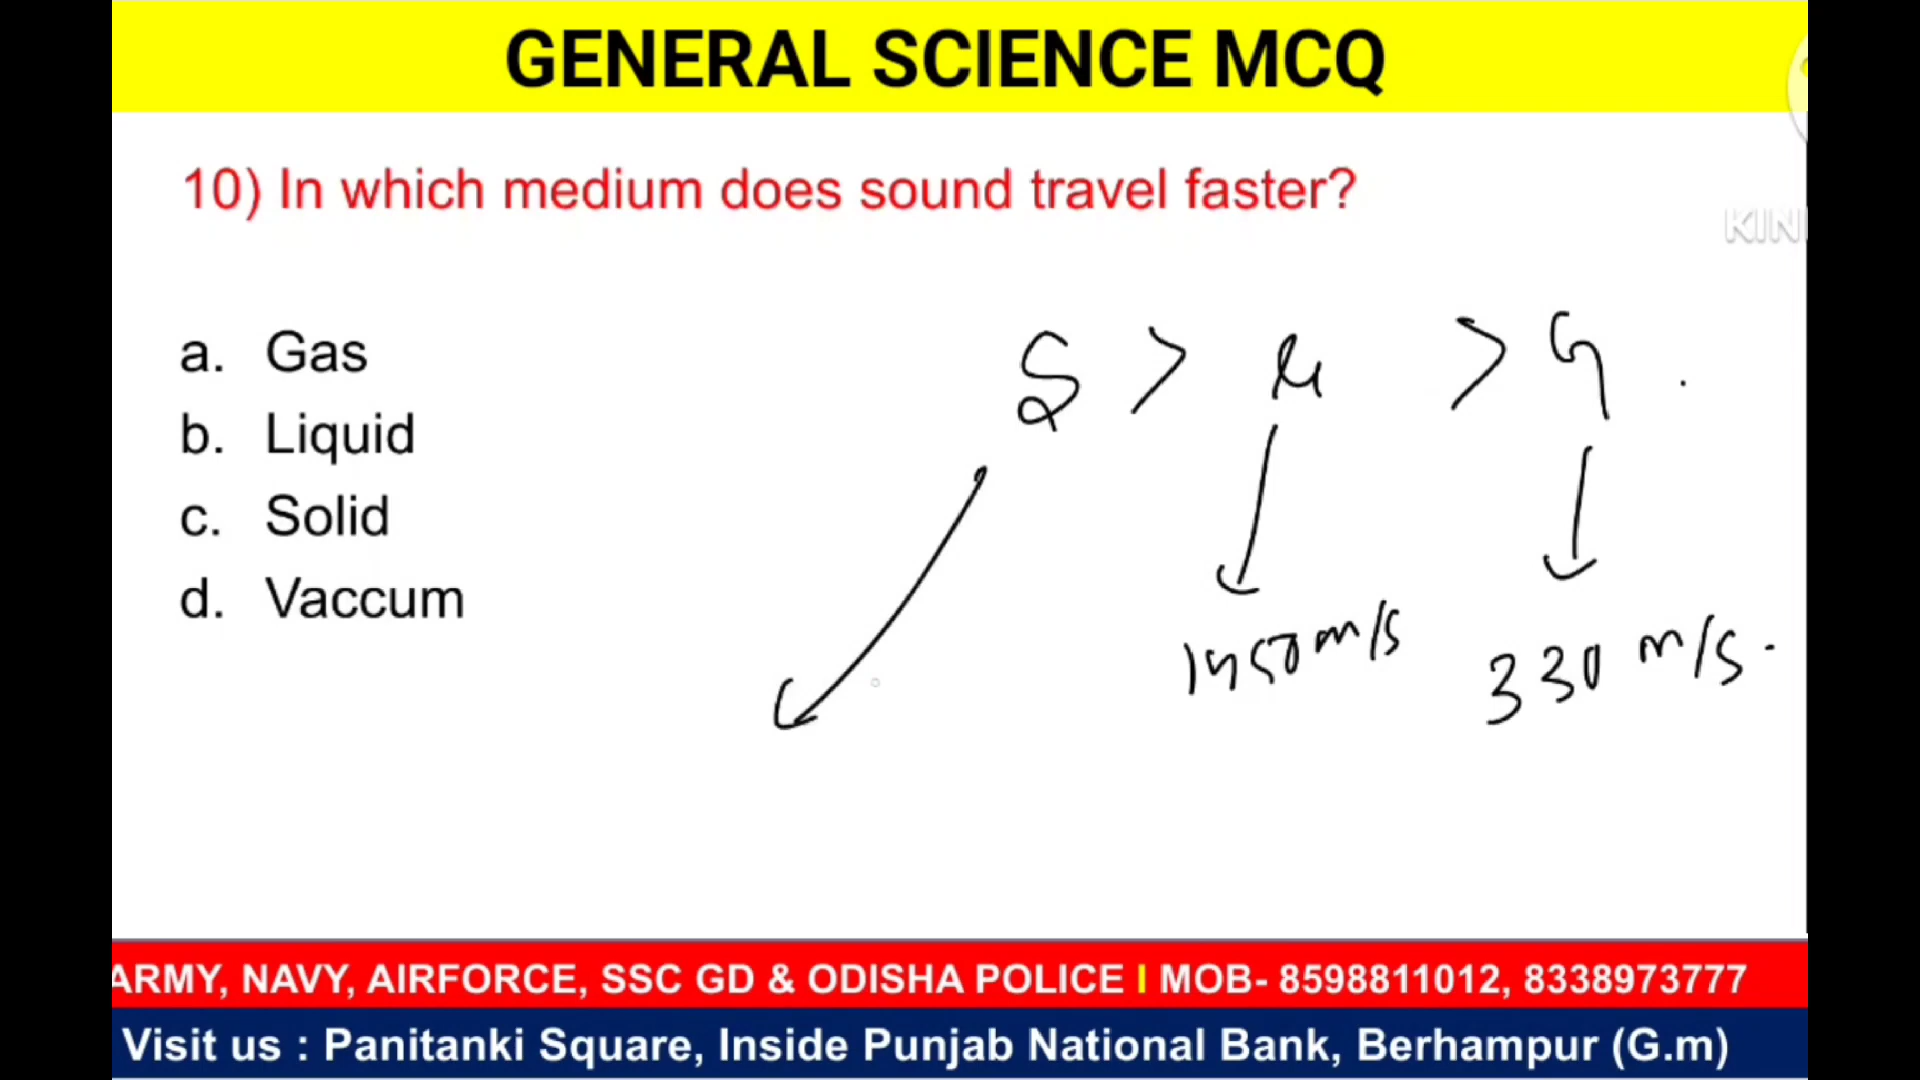 GENERAL SCIENCE MCQ
10) In which medium does sound travel faster?
KIN
a. Gas
b. Liquid
c. Solid
d. Vaccum
S > > G .
1450 m/s
330 m/s.
ARMY, NAVY, AIRFORCE, SSC GD & ODISHA POLICE I MOB- 8598811012, 8338973777
Visit us : Panitanki Square, Inside Punjab National Bank, Berhampur (G.m)